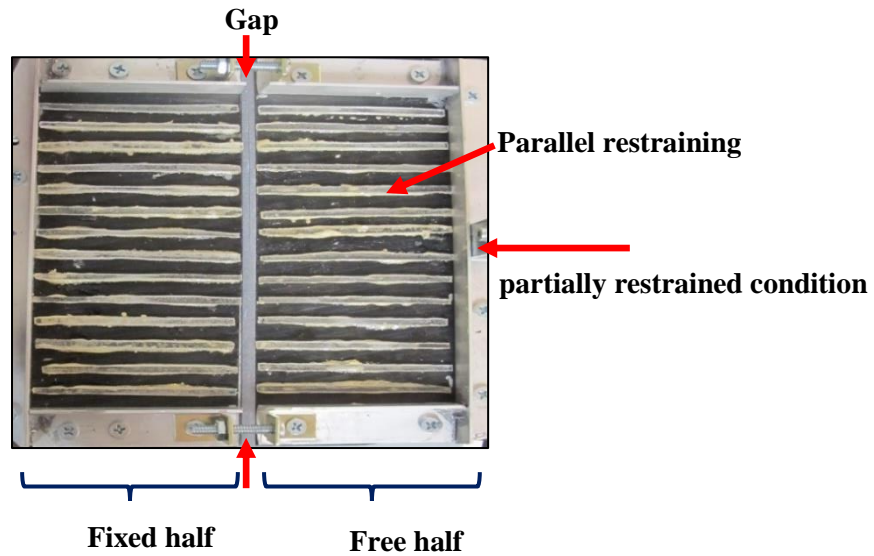 Gap
Parallel restraining
partially restrained condition
Fixed half
Free half